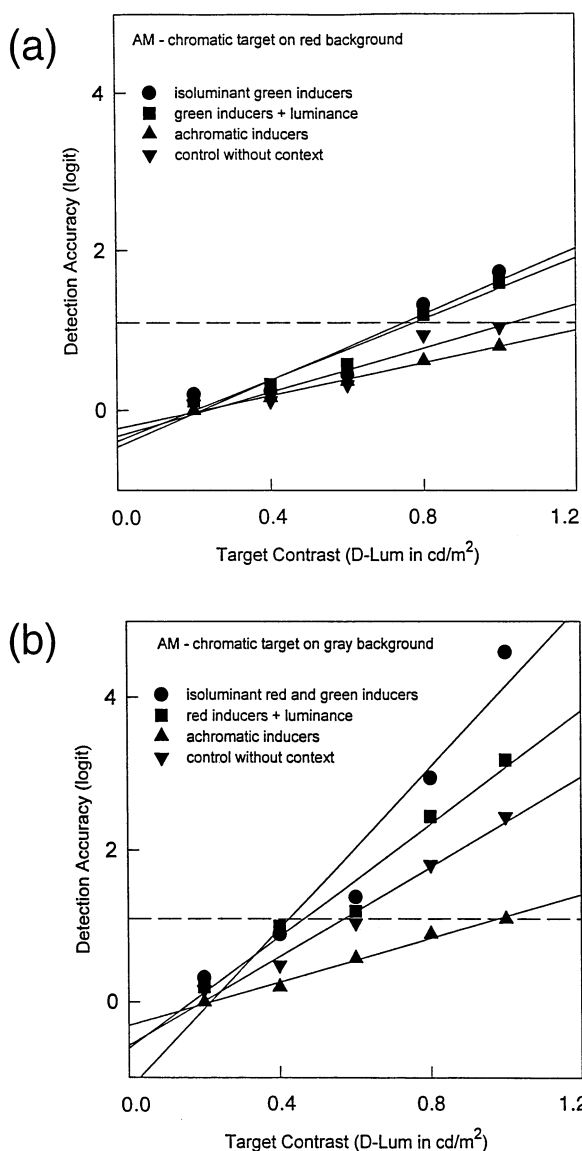 (a)
AM - chromatic target on red background
isoluminant green inducers
green inducers + luminance
achromatic inducers
control without context
Detection Accuracy (logit)
4
2
0
0.0 0.4 0.8 1.2
Target Contrast (D-Lum in cd/m²)
(b)
AM - chromatic target on gray background
isoluminant red and green inducers
red inducers + luminance
achromatic inducers
control without context
Detection Accuracy (logit)
4
2
0
0.0 0.4 0.8 1.2
Target Contrast (D-Lum in cd/m²)